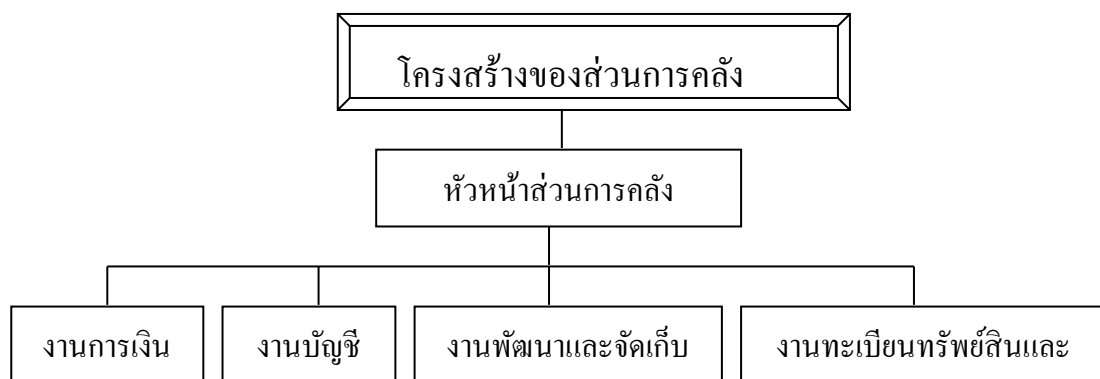 โครงสร้างของส่วนการคลัง
หัวหน้าส่วนการคลัง
งานการเงิน
งานบัญชี
งานพัฒนาและจัดเก็บ
งานทะเบียนทรัพย์สินและ